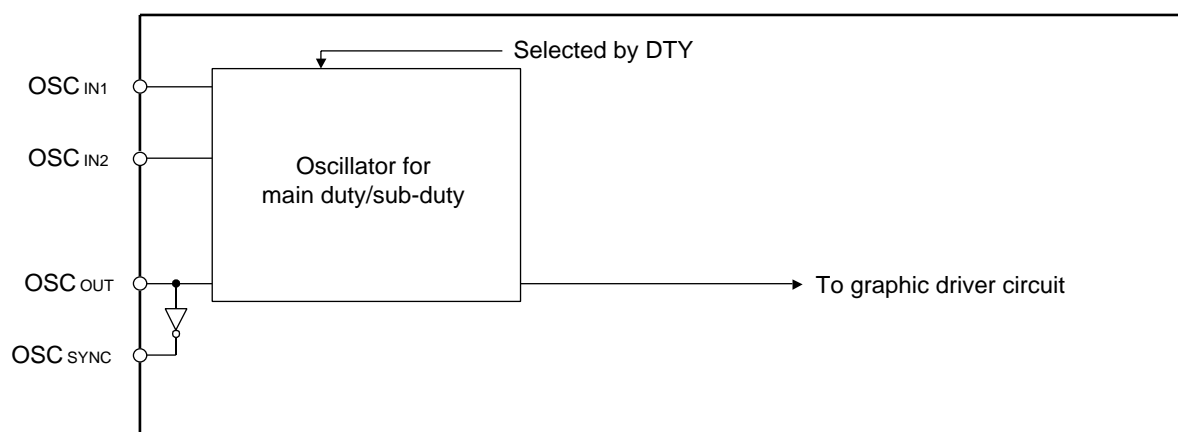 Selected by DTY
OSC IN1
OSC IN2
Oscillator for
main duty/sub-duty
OSC OUT
To graphic driver circuit
OSC SYNC